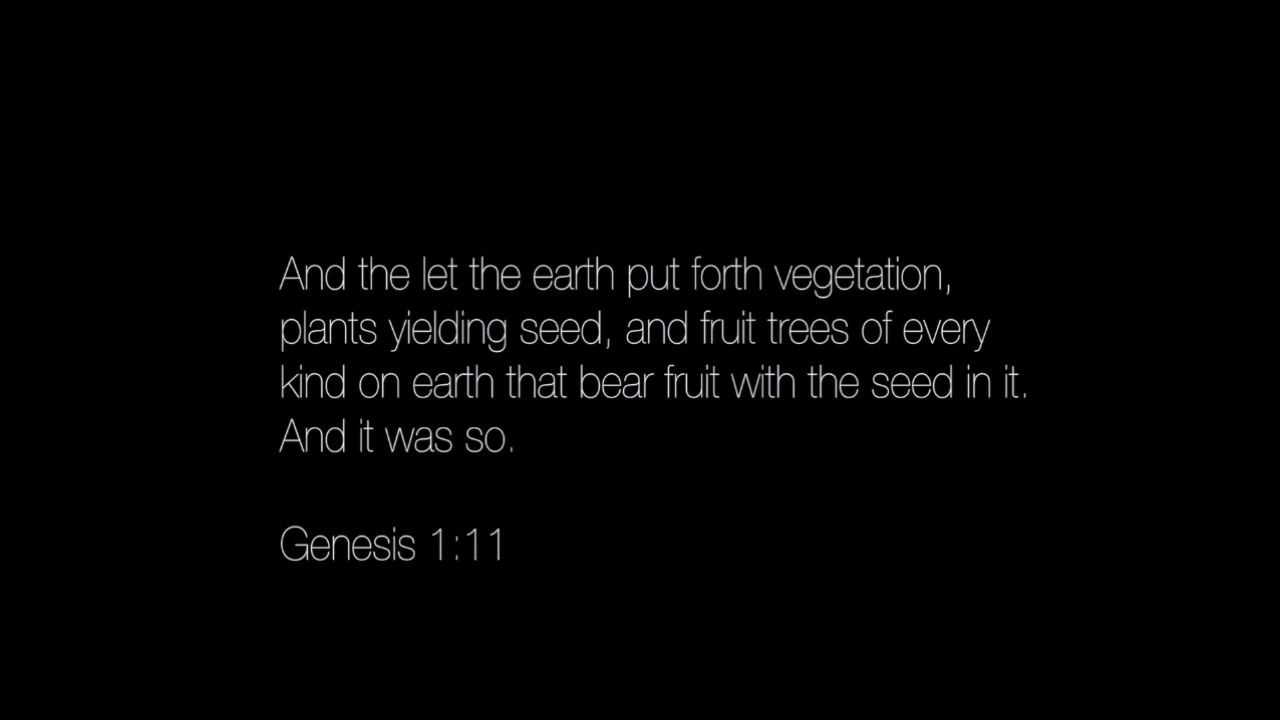 And the let the earth put forth vegetation,
plants yielding seed, and fruit trees of every
kind on earth that bear fruit with the seed in it.
And it was so.
Genesis 1:11